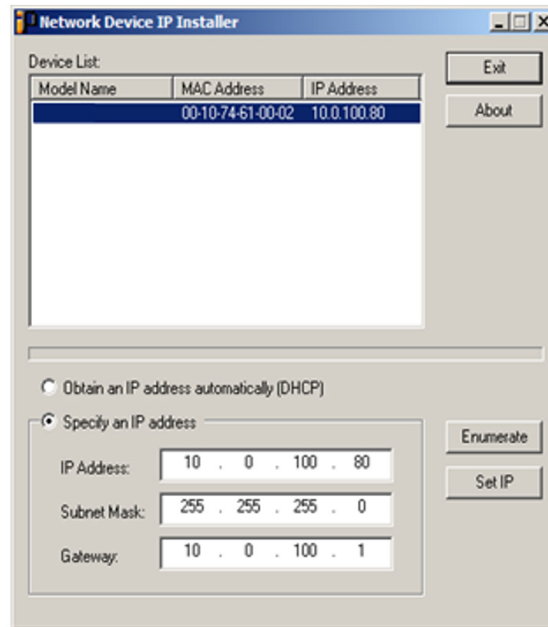 Network Device IP Installer
Device List:
Model Name MAC Address IP Address
00-10-74-61-00-02 10.0.100.80
Exit
About
Obtain an IP address automatically (DHCP)
Specify an IP address
IP Address: 10 . 0 . 100 . 80
Subnet Mask: 255 . 255 . 255 . 0
Gateway: 10 . 0 . 100 . 1
Enumerate
Set IP